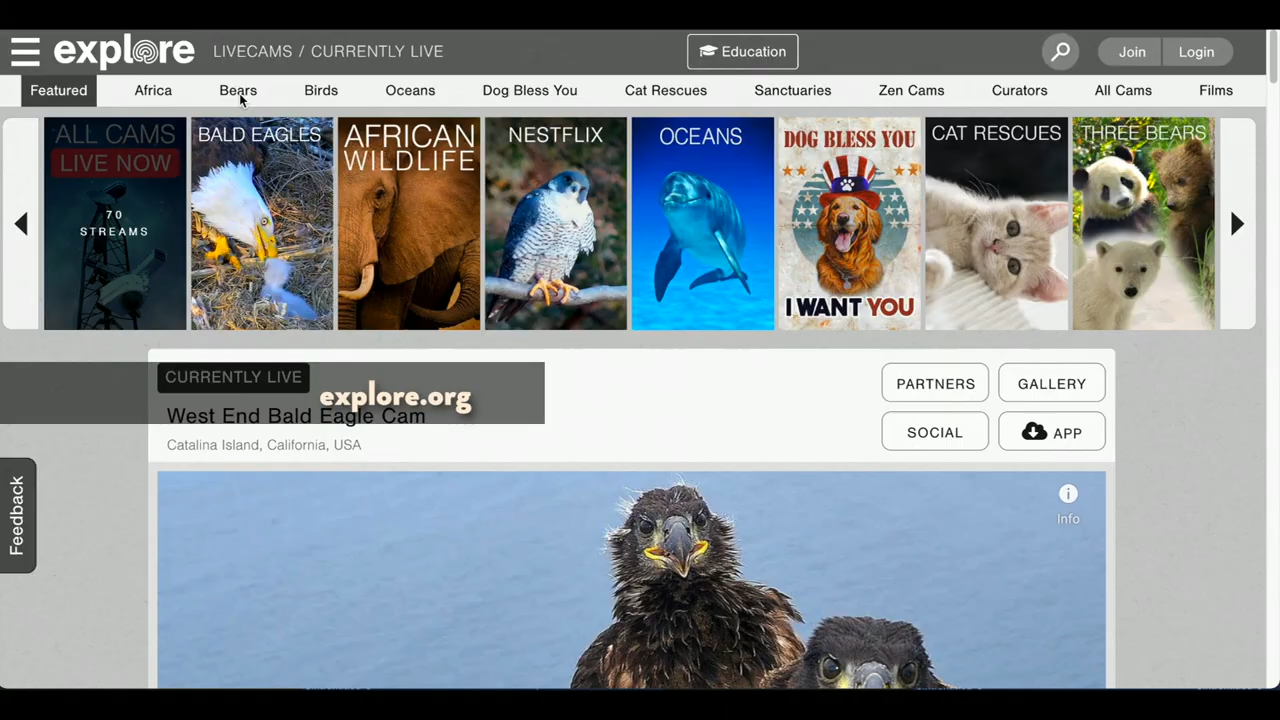 explore LIVECAMS / CURRENTLY LIVE Education Join Login
Featured Africa Bears Birds Oceans Dog Bless You Cat Rescues Sanctuaries Zen Cams Curators All Cams Films
ALL CAMS
LIVE NOW
70
STREAMS
BALD EAGLES
AFRICAN
WILDLIFE
NESTFLIX
OCEANS
DOG BLESS YOU
I WANT YOU
CAT RESCUES
THREE BEARS
CURRENTLY LIVE
explore.org
West End Bald Eagle Cam
Catalina Island, California, USA
PARTNERS GALLERY
SOCIAL APP
Feedback
Info